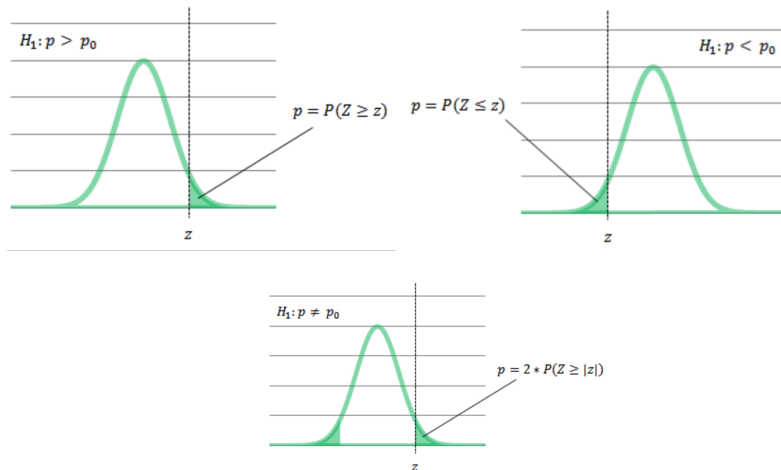 H₁: p > p₀
p = P(Z ≥ z)
z
H₁: p < p₀
p = P(Z ≤ z)
z
H₁: p ≠ p₀
p = 2 * P(Z ≥ |z|)
z